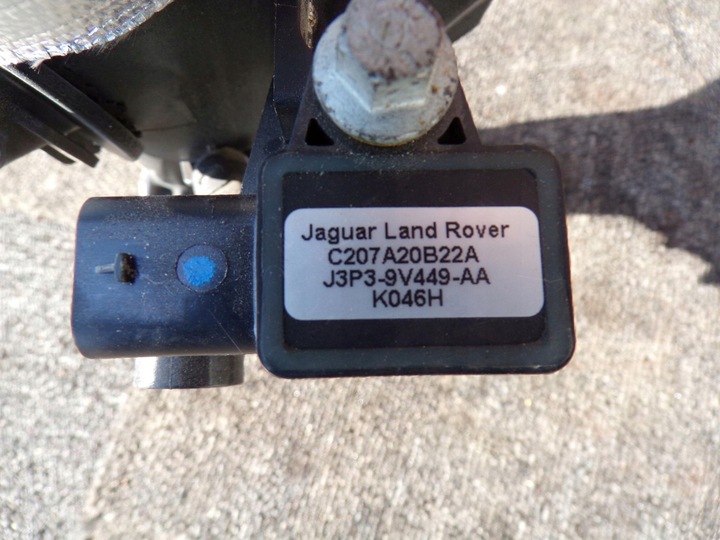 Jaguar Land Rover
C207A20B22A
J3P3-9V449-AA
K046H